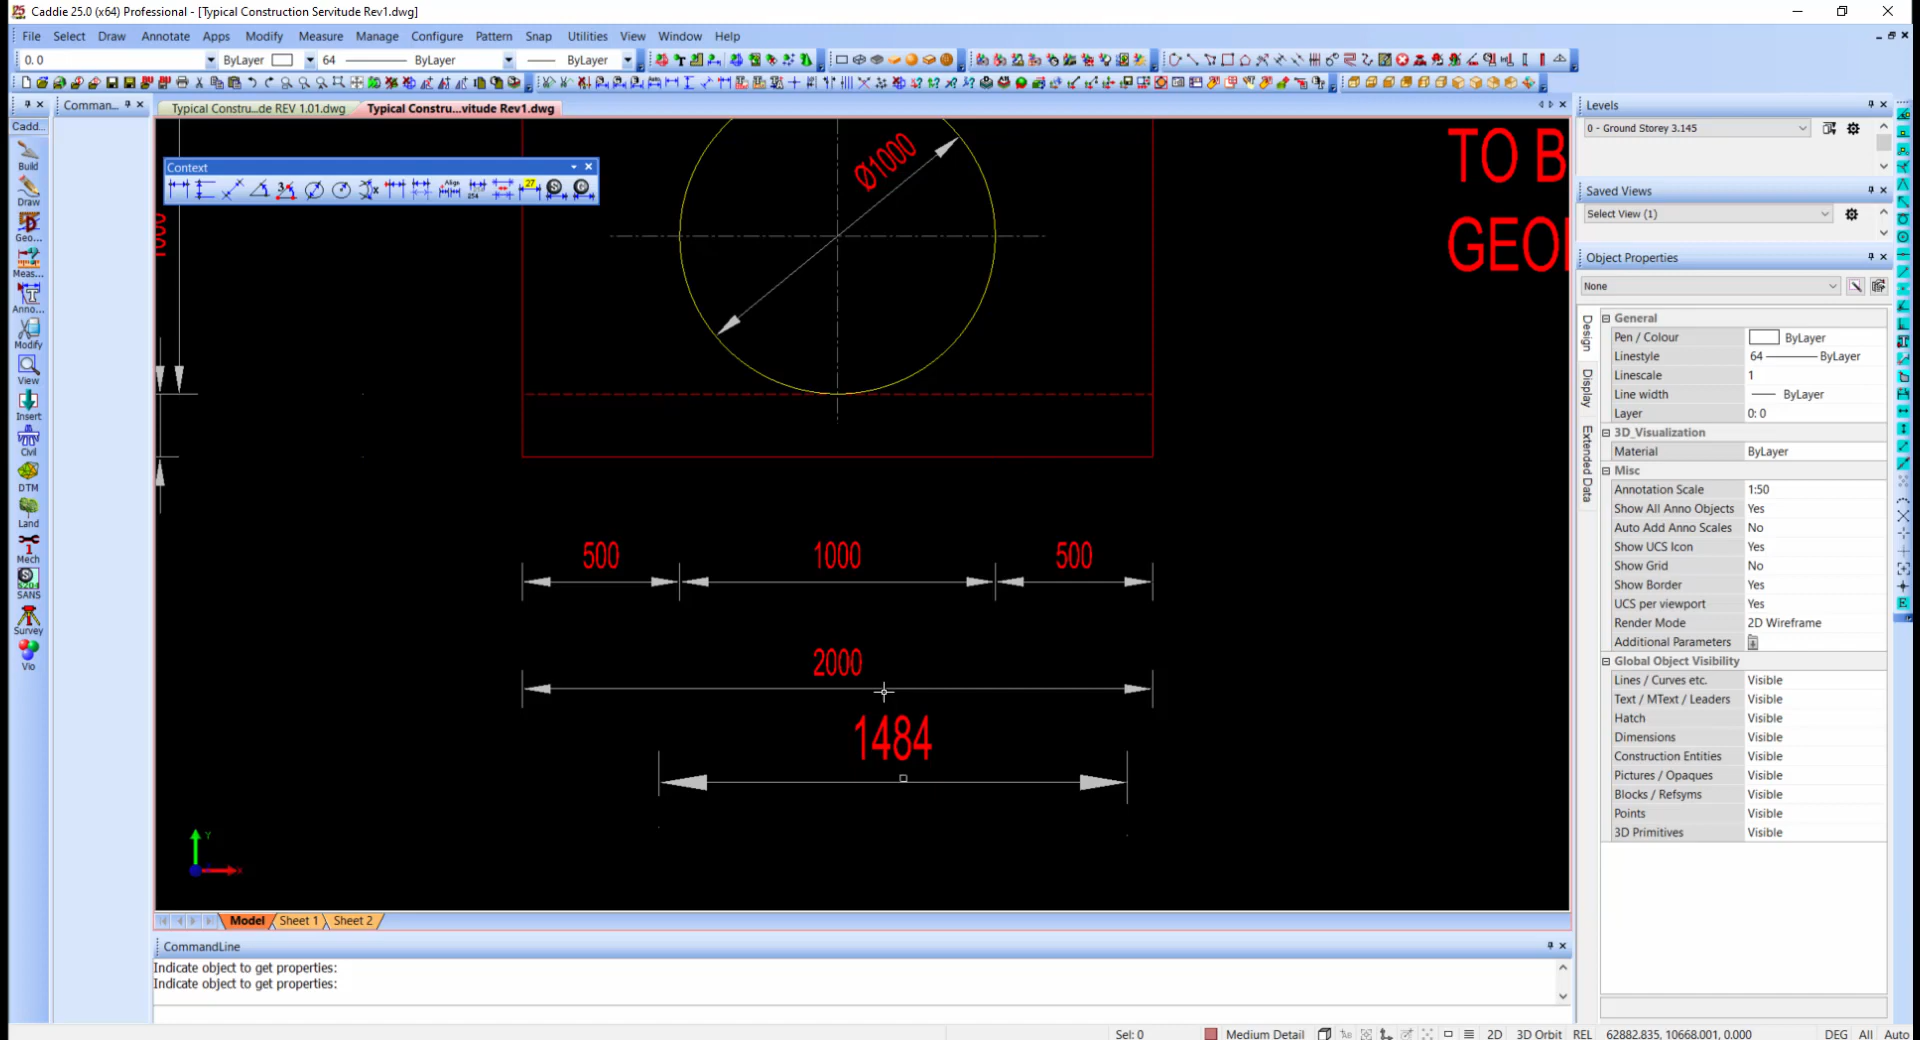 Caddie 25.0 (x64) Professional - [Typical Construction Servitude Rev1.dwg]
File Select Draw Annotate Apps Modify Measure Manage Configure Pattern Snap Utilities View Window Help
0. 0
ByLayer
64
ByLayer
ByLayer
Comman...
Typical Constru...de REV 1.01.dwg
Typical Constru...vitude Rev1.dwg
Cadd...
Build
Draw
Geo...
Meas...
Anno...
Modify
View
Insert
Civil
DTM
Land
Mech
SANS
Survey
Vio
Context
Ø1000
TO B
GEO
500
1000
500
2000
1484
Y
X
Model
Sheet 1
Sheet 2
CommandLine
Indicate object to get properties:
Indicate object to get properties:
Levels
0 - Ground Storey 3.145
Saved Views
Select View (1)
Object Properties
None
Design
Display
Extended Data
General
Pen / Colour ByLayer
Linestyle 64 ByLayer
Linescale 1
Line width ByLayer
Layer 0: 0
3D_Visualization
Material ByLayer
Misc
Annotation Scale 1:50
Show All Anno Objects Yes
Auto Add Anno Scales No
Show UCS Icon Yes
Show Grid No
Show Border Yes
UCS per viewport Yes
Render Mode 2D Wireframe
Additional Parameters
Global Object Visibility
Lines / Curves etc. Visible
Text / MText / Leaders Visible
Hatch Visible
Dimensions Visible
Construction Entities Visible
Pictures / Opaques Visible
Blocks / Refsyms Visible
Points Visible
3D Primitives Visible
Sel: 0
Medium Detail
2D
3D Orbit
REL
62882.835, 10668.001, 0.000
DEG
All
Auto